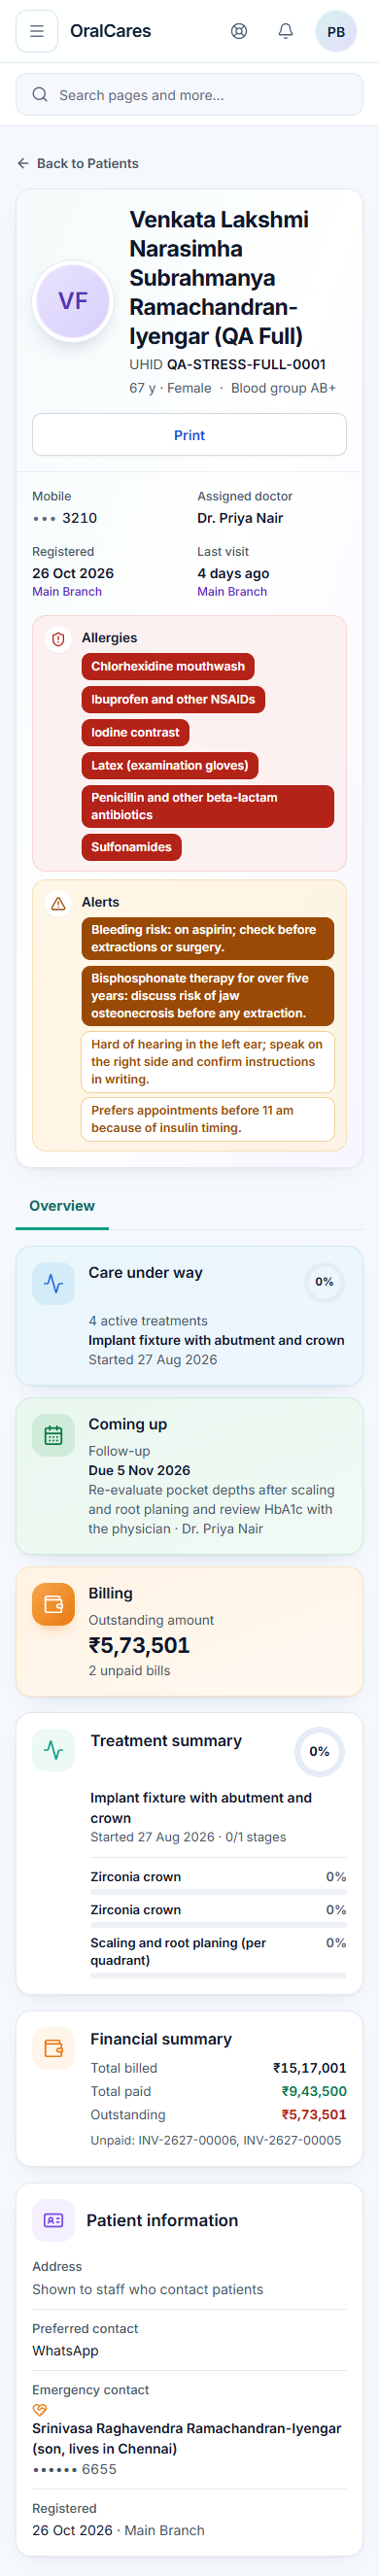 OralCares
PB
Search pages and more...
Back to Patients
VF
Venkata Lakshmi
Narasimha
Subrahmanya
Ramachandran-
Iyengar (QA Full)
UHID QA-STRESS-FULL-0001
67 y · Female · Blood group AB+
Print
Mobile
••• 3210
Assigned doctor
Dr. Priya Nair
Registered
26 Oct 2026
Main Branch
Last visit
4 days ago
Main Branch
Allergies
Chlorhexidine mouthwash
Ibuprofen and other NSAIDs
Iodine contrast
Latex (examination gloves)
Penicillin and other beta-lactam
antibiotics
Sulfonamides
Alerts
Bleeding risk: on aspirin; check before
extractions or surgery.
Bisphosphonate therapy for over five
years: discuss risk of jaw
osteonecrosis before any extraction.
Hard of hearing in the left ear; speak on
the right side and confirm instructions
in writing.
Prefers appointments before 11 am
because of insulin timing.
Overview
Care under way
0%
4 active treatments
Implant fixture with abutment and crown
Started 27 Aug 2026
Coming up
Follow-up
Due 5 Nov 2026
Re-evaluate pocket depths after scaling
and root planing and review HbA1c with
the physician · Dr. Priya Nair
Billing
Outstanding amount
₹5,73,501
2 unpaid bills
Treatment summary
0%
Implant fixture with abutment and
crown
Started 27 Aug 2026 · 0/1 stages
Zirconia crown 0%
Zirconia crown 0%
Scaling and root planing (per 0%
quadrant)
Financial summary
Total billed ₹15,17,001
Total paid ₹9,43,500
Outstanding ₹5,73,501
Unpaid: INV-2627-00006, INV-2627-00005
Patient information
Address
Shown to staff who contact patients
Preferred contact
WhatsApp
Emergency contact
Srinivasa Raghavendra Ramachandran-Iyengar
(son, lives in Chennai)
•••••• 6655
Registered
26 Oct 2026 · Main Branch